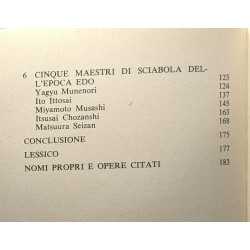 6 CINQUE MAESTRI DI SCIABOLA DEL-
L'EPOCA EDO 123
Yagyu Munenori 124
Ito Ittosai 137
Miyamoto Musashi 145
Itsusai Chozanshi 163
Matsuura Seizan 168
CONCLUSIONE 175
LESSICO 177
NOMI PROPRI E OPERE CITATI 183